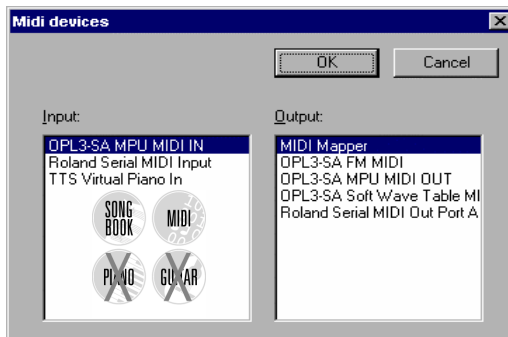 Midi devices
OK
Cancel
Input:
Output:
OPL3-SA MPU MIDI IN
Roland Serial MIDI Input
TTS Virtual Piano In
SONG
BOOK
MIDI
PIANO
GUITAR
MIDI Mapper
OPL3-SA FM MIDI
OPL3-SA MPU MIDI OUT
OPL3-SA Soft Wave Table MI
Roland Serial MIDI Out Port A